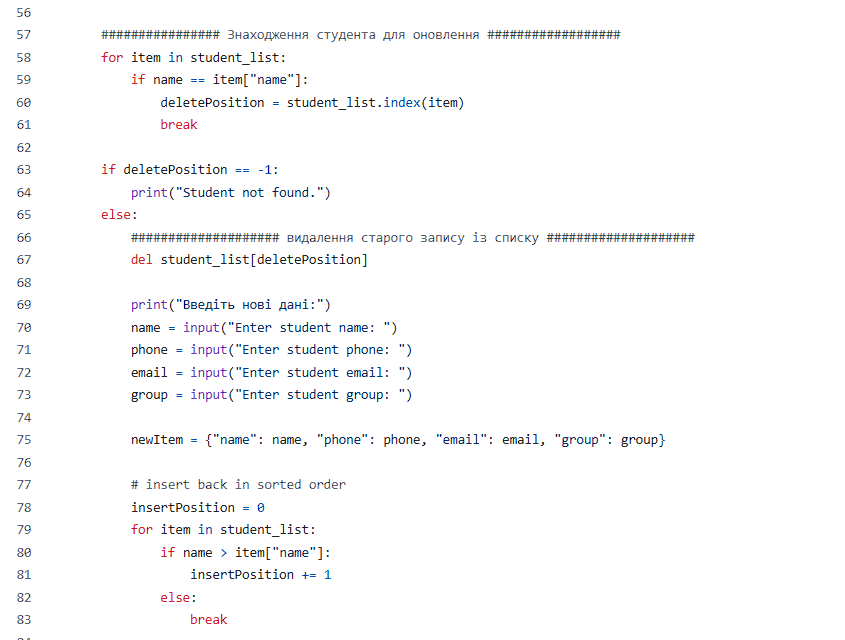 56
57 ################ Знаходження студента для оновлення ##################
58 for item in student_list:
59 if name == item["name"]:
60 deletePosition = student_list.index(item)
61 break
62
63 if deletePosition == -1:
64 print("Student not found.")
65 else:
66 #################### видалення старого запису із списку ####################
67 del student_list[deletePosition]
68
69 print("Введіть нові дані:")
70 name = input("Enter student name: ")
71 phone = input("Enter student phone: ")
72 email = input("Enter student email: ")
73 group = input("Enter student group: ")
74
75 newItem = {"name": name, "phone": phone, "email": email, "group": group}
76
77 # insert back in sorted order
78 insertPosition = 0
79 for item in student_list:
80 if name > item["name"]:
81 insertPosition += 1
82 else:
83 break